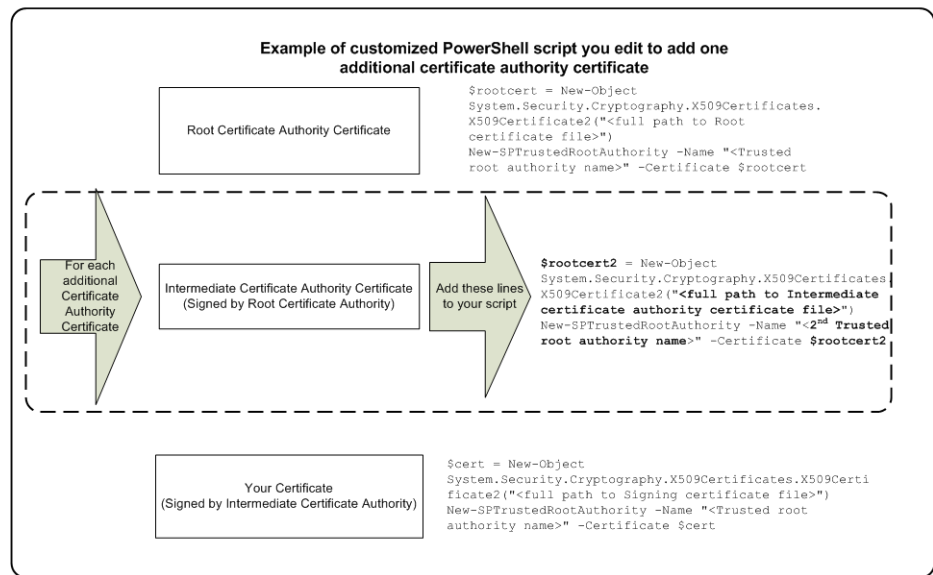 Example of customized PowerShell script you edit to add one
additional certificate authority certificate
Root Certificate Authority Certificate
$rootcert = New-Object
System.Security.Cryptography.X509Certificates.
X509Certificate2("<full path to Root
certificate file>")
New-SPTrustedRootAuthority -Name "<Trusted
root authority name>" -Certificate $rootcert
For each
additional
Certificate
Authority
Certificate
Intermediate Certificate Authority Certificate
(Signed by Root Certificate Authority)
Add these lines
to your script
$rootcert2 = New-Object
System.Security.Cryptography.X509Certificates.
X509Certificate2("<full path to Intermediate
certificate authority certificate file>")
New-SPTrustedRootAuthority -Name "<2nd Trusted
root authority name>" -Certificate $rootcert2
Your Certificate
(Signed by Intermediate Certificate Authority)
$cert = New-Object
System.Security.Cryptography.X509Certificates.X509Certi
ficate2("<full path to Signing certificate file>")
New-SPTrustedRootAuthority -Name "<Trusted root
authority name>" -Certificate $cert